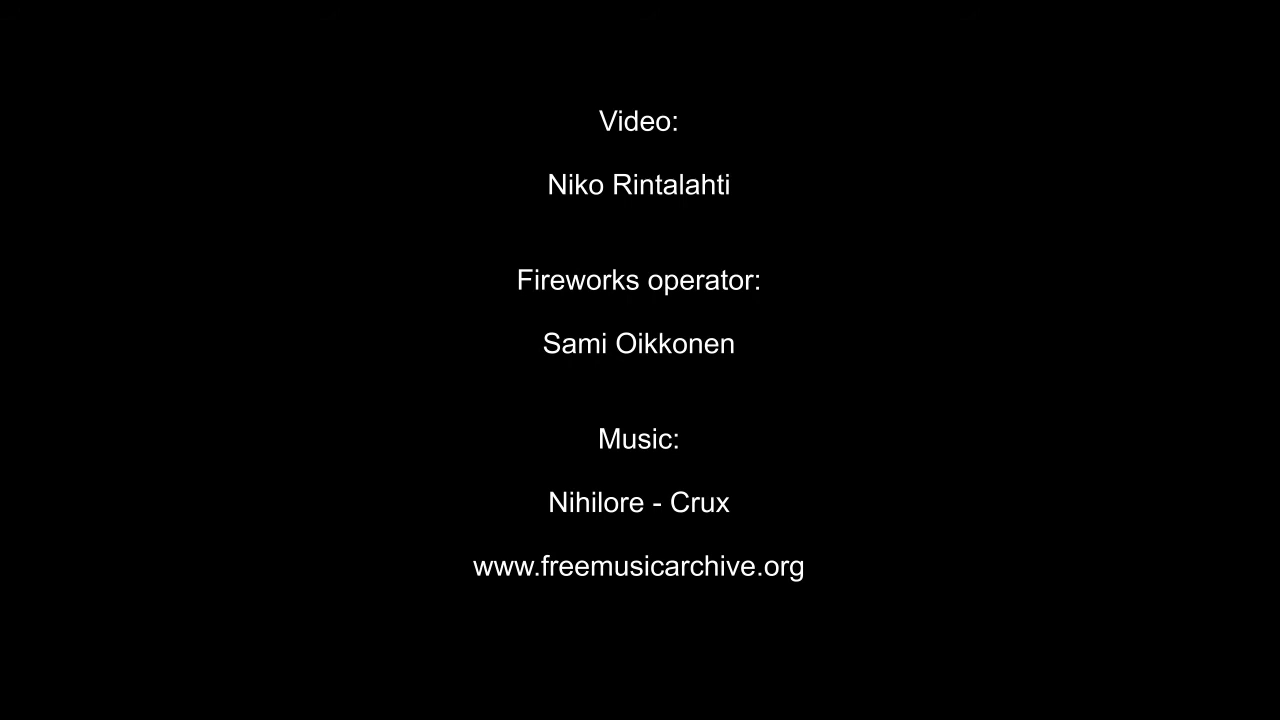 Video:
Niko Rintalahti
Fireworks operator:
Sami Oikkonen
Music:
Nihilore - Crux
www.freemusicarchive.org